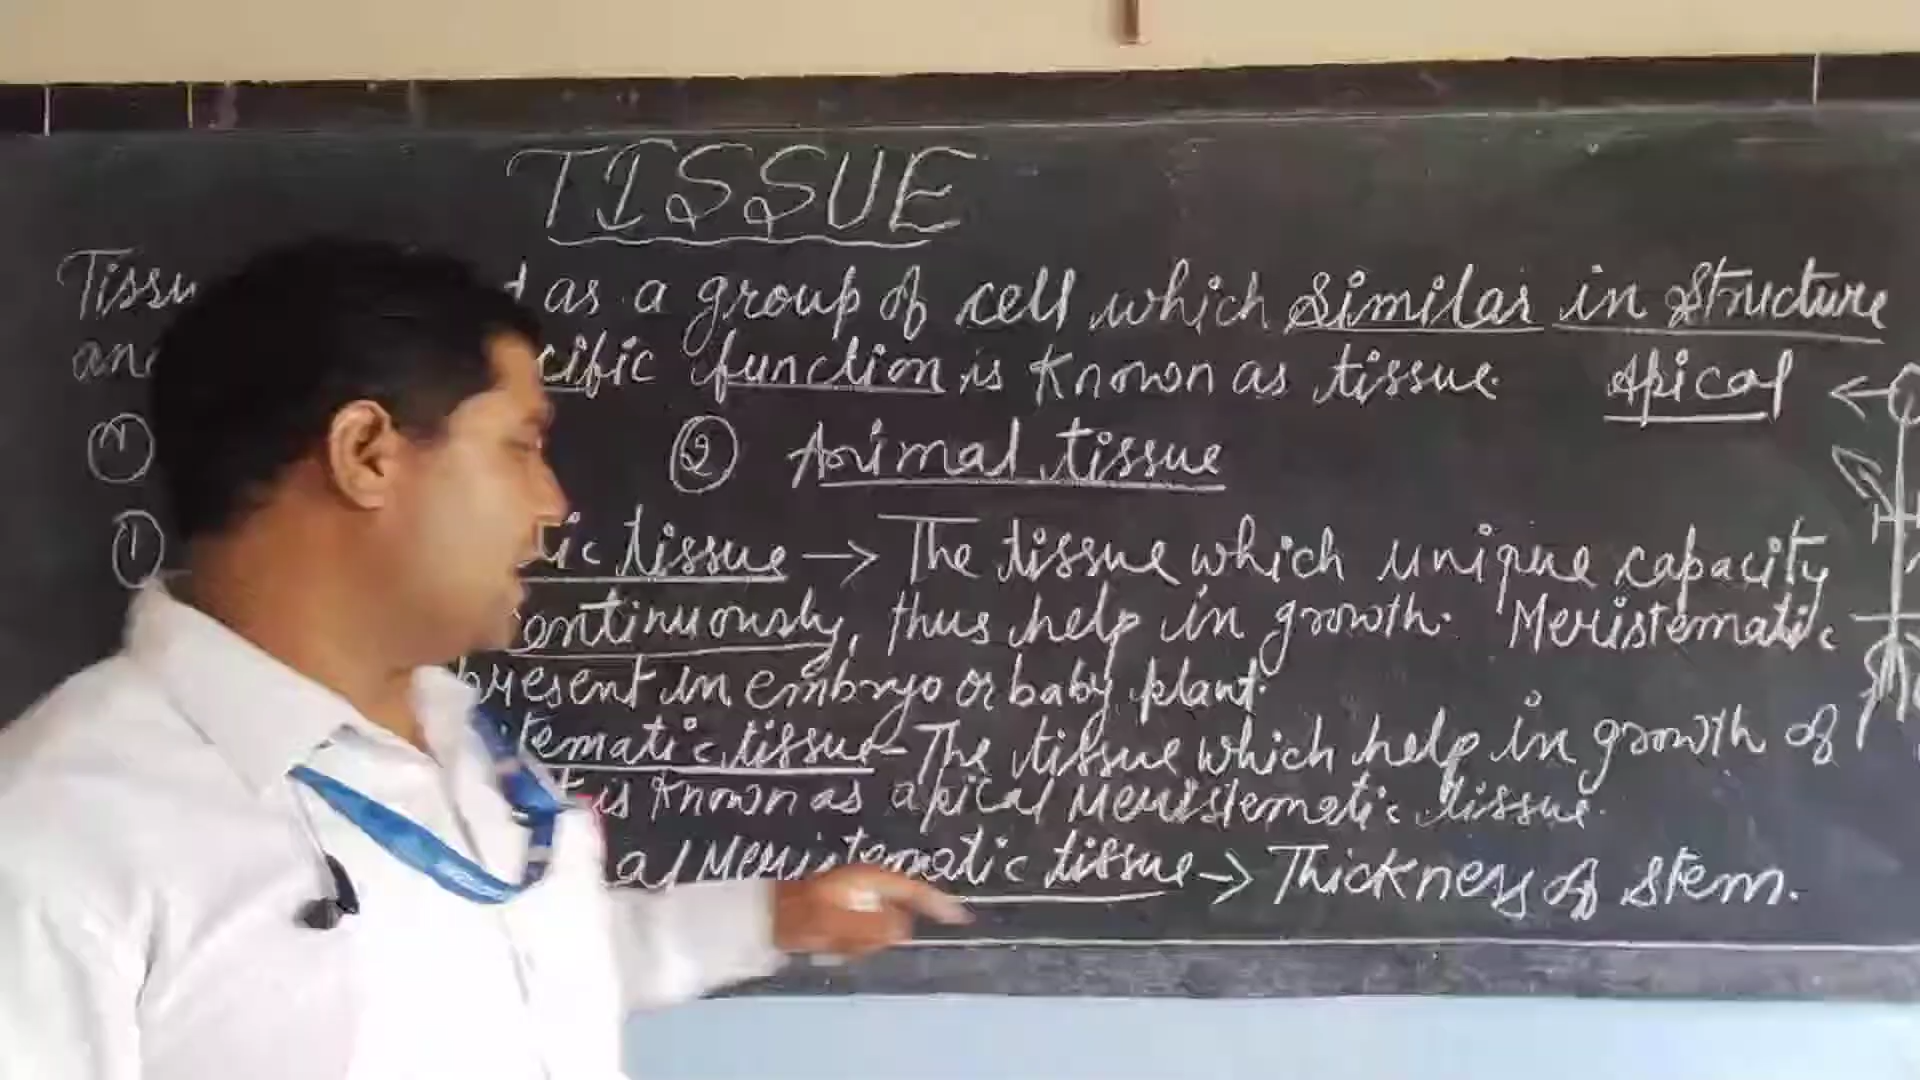 TISSUE
Tissu as a group of cell which similar in structure
and cific function is known as tissue. Apical
1 2 Animal tissue
1 tic tissue → The tissue which unique capacity
continuously, thus help in growth. Meristematic
present in embryo or baby plant.
tematic tissue - The tissue which help in growth of
is known as apical Meristematic tissue.
al Meristematic tissue → Thickness of stem.